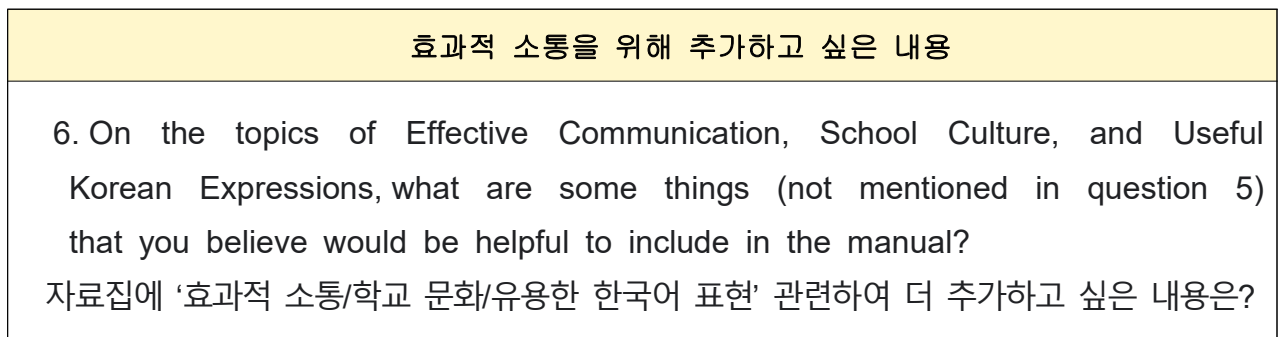 효과적 소통을 위해 추가하고 싶은 내용
6. On the topics of Effective Communication, School Culture, and Useful
Korean Expressions, what are some things (not mentioned in question 5)
that you believe would be helpful to include in the manual?
자료집에 ‘효과적 소통/학교 문화/유용한 한국어 표현’ 관련하여 더 추가하고 싶은 내용은?